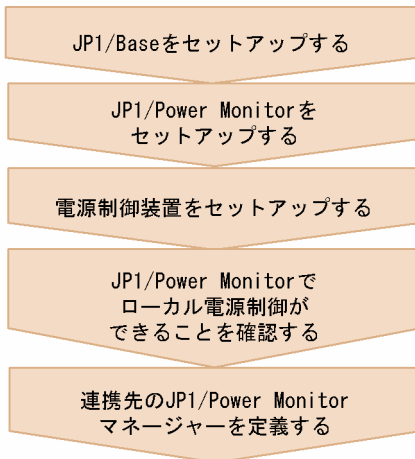 JP1/Baseをセットアップする
JP1/Power Monitorを
セットアップする
電源制御装置をセットアップする
JP1/Power Monitorで
ローカル電源制御が
できることを確認する
連携先のJP1/Power Monitor
マネージャーを定義する